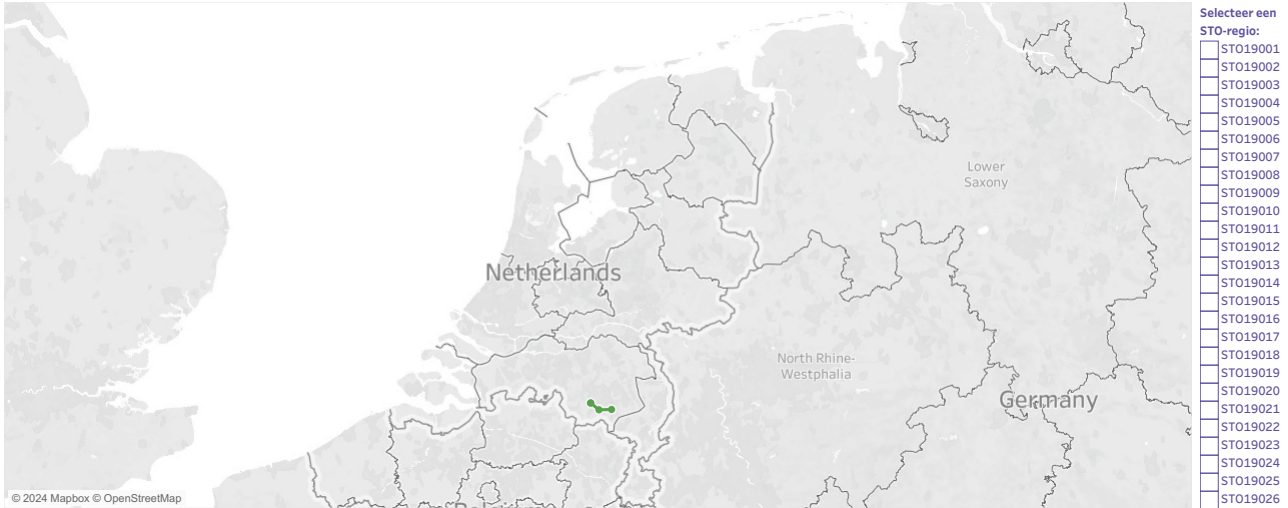 Selecteer een
STO-regio:
STO19001
STO19002
STO19003
STO19004
STO19005
STO19006
STO19007
STO19008
STO19009
STO19010
STO19011
STO19012
STO19013
STO19014
STO19015
STO19016
STO19017
STO19018
STO19019
STO19020
STO19021
STO19022
STO19023
STO19024
STO19025
STO19026
Lower
Saxony
Netherlands
North Rhine-
Westphalia
Germany
© 2024 Mapbox © OpenStreetMap